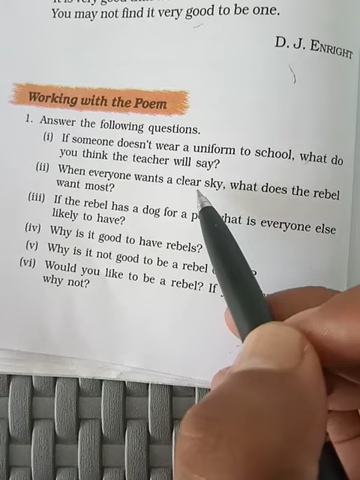 You may not find it very good to be one.
D. J. ENRIGHT
Working with the Poem
1. Answer the following questions.
(i) If someone doesn't wear a uniform to school, what do
you think the teacher will say?
(ii) When everyone wants a clear sky, what does the rebel
want most?
(iii) If the rebel has a dog for a what is everyone else
likely to have?
(iv) Why is it good to have rebels?
(v) Why is it not good to be a rebel
(vi) Would you like to be a rebel? If
why not?